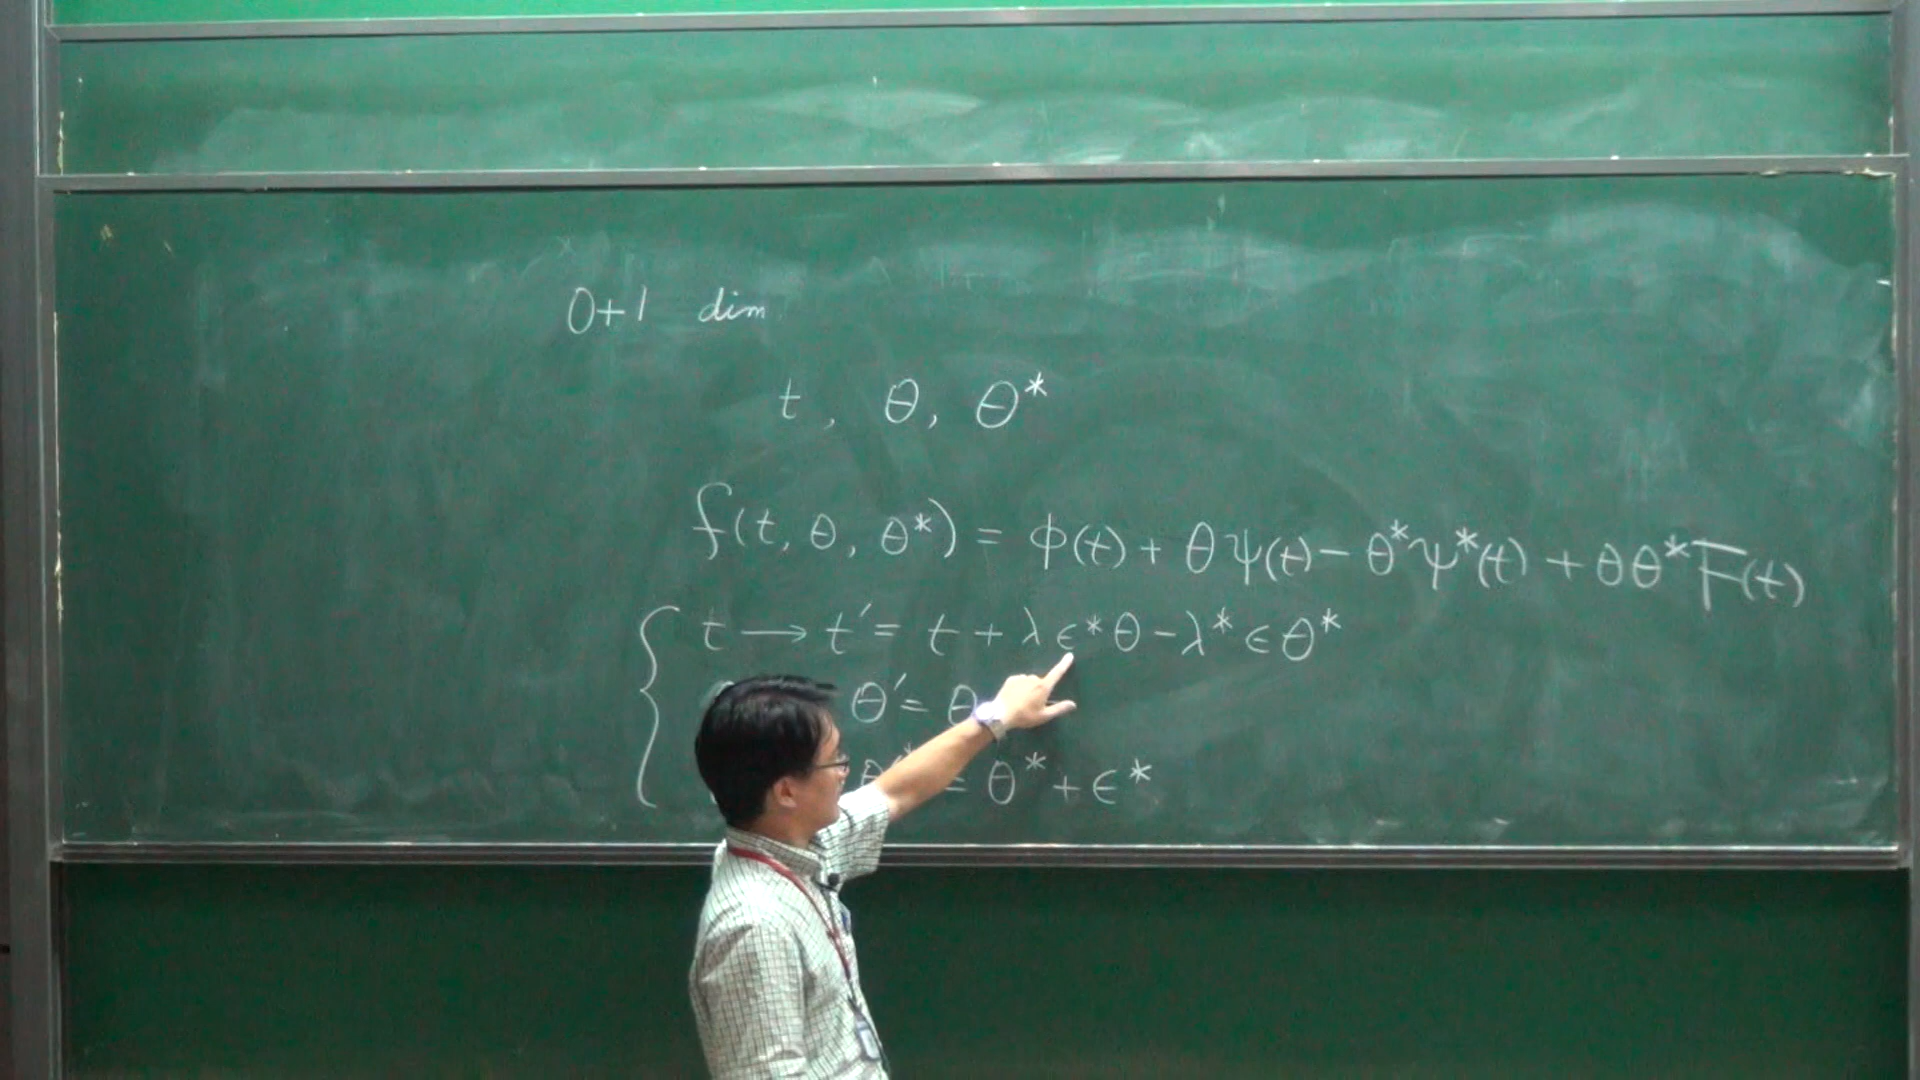 0+1 dim
t, θ, θ*
f(t, θ, θ*) = φ(t) + θψ(t) − θ*ψ*(t) + θθ*F(t)
t ⟶ t′ = t + λϵ*θ − λ*ϵθ*
θ′ = θ
= θ* + ϵ*